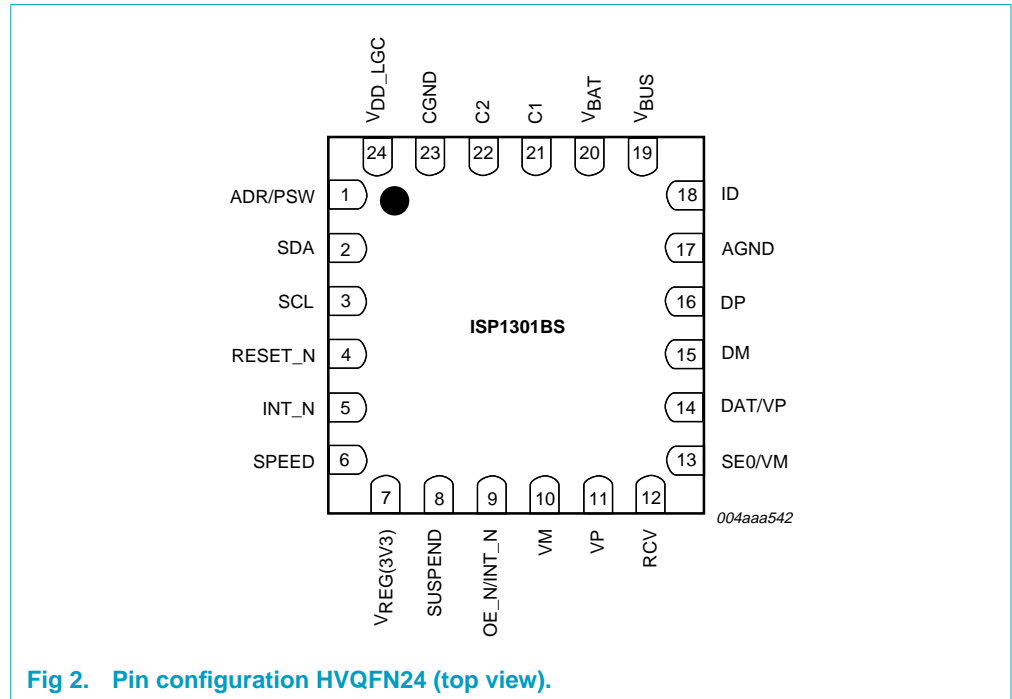 VDD_LGC
CGND
C2
C1
VBAT
VBUS
24
23
22
21
20
19
ADR/PSW 1
18 ID
SDA 2
17 AGND
SCL 3
16 DP
ISP1301BS
RESET_N 4
15 DM
INT_N 5
14 DAT/VP
SPEED 6
13 SE0/VM
7
8
9
10
11
12
004aaa542
VREG(3V3)
SUSPEND
OE_N/INT_N
VM
VP
RCV
Fig 2. Pin configuration HVQFN24 (top view).